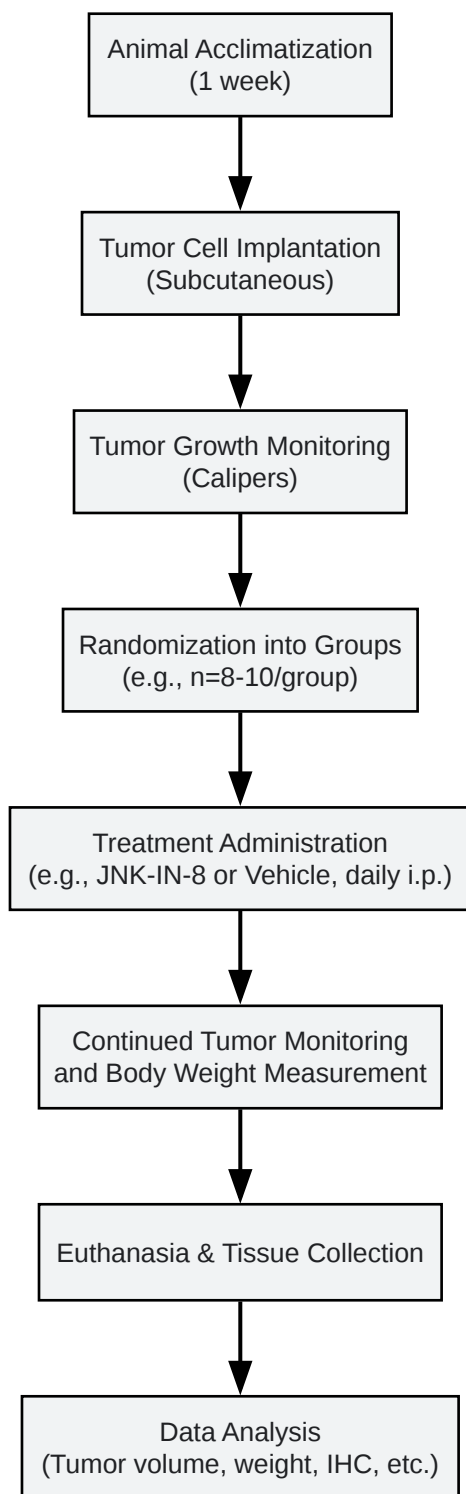 Animal Acclimatization
(1 week)
Tumor Cell Implantation
(Subcutaneous)
Tumor Growth Monitoring
(Calipers)
Randomization into Groups
(e.g., n=8-10/group)
Treatment Administration
(e.g., JNK-IN-8 or Vehicle, daily i.p.)
Continued Tumor Monitoring
and Body Weight Measurement
Euthanasia & Tissue Collection
Data Analysis
(Tumor volume, weight, IHC, etc.)